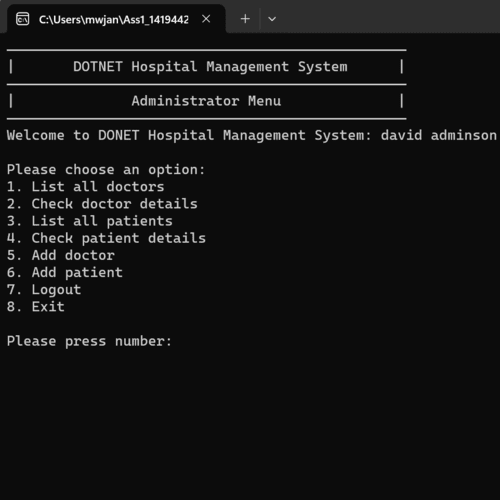 C:\Users\mwjan\Ass1_1419442
DOTNET Hospital Management System
Administrator Menu
Welcome to DONET Hospital Management System: david adminson
Please choose an option:
1. List all doctors
2. Check doctor details
3. List all patients
4. Check patient details
5. Add doctor
6. Add patient
7. Logout
8. Exit
Please press number: